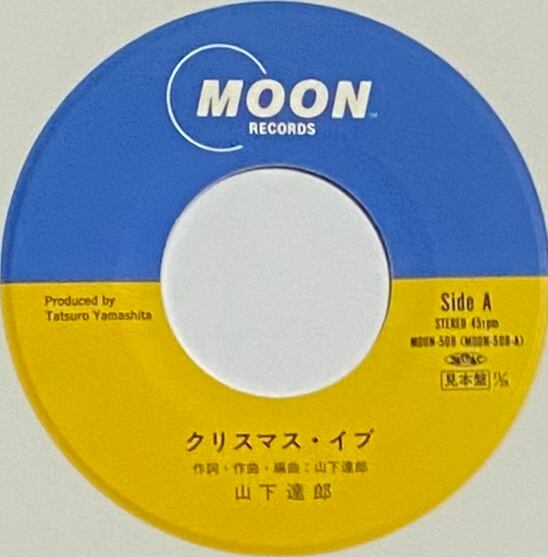 MOON
RECORDS
Produced by
Tatsuro Yamashita
Side A
STEREO 45rpm
MOON-508 (MOON-508-A)
見本盤
クリスマス・イブ
作詞・作曲・編曲：山下達郎
山下達郎